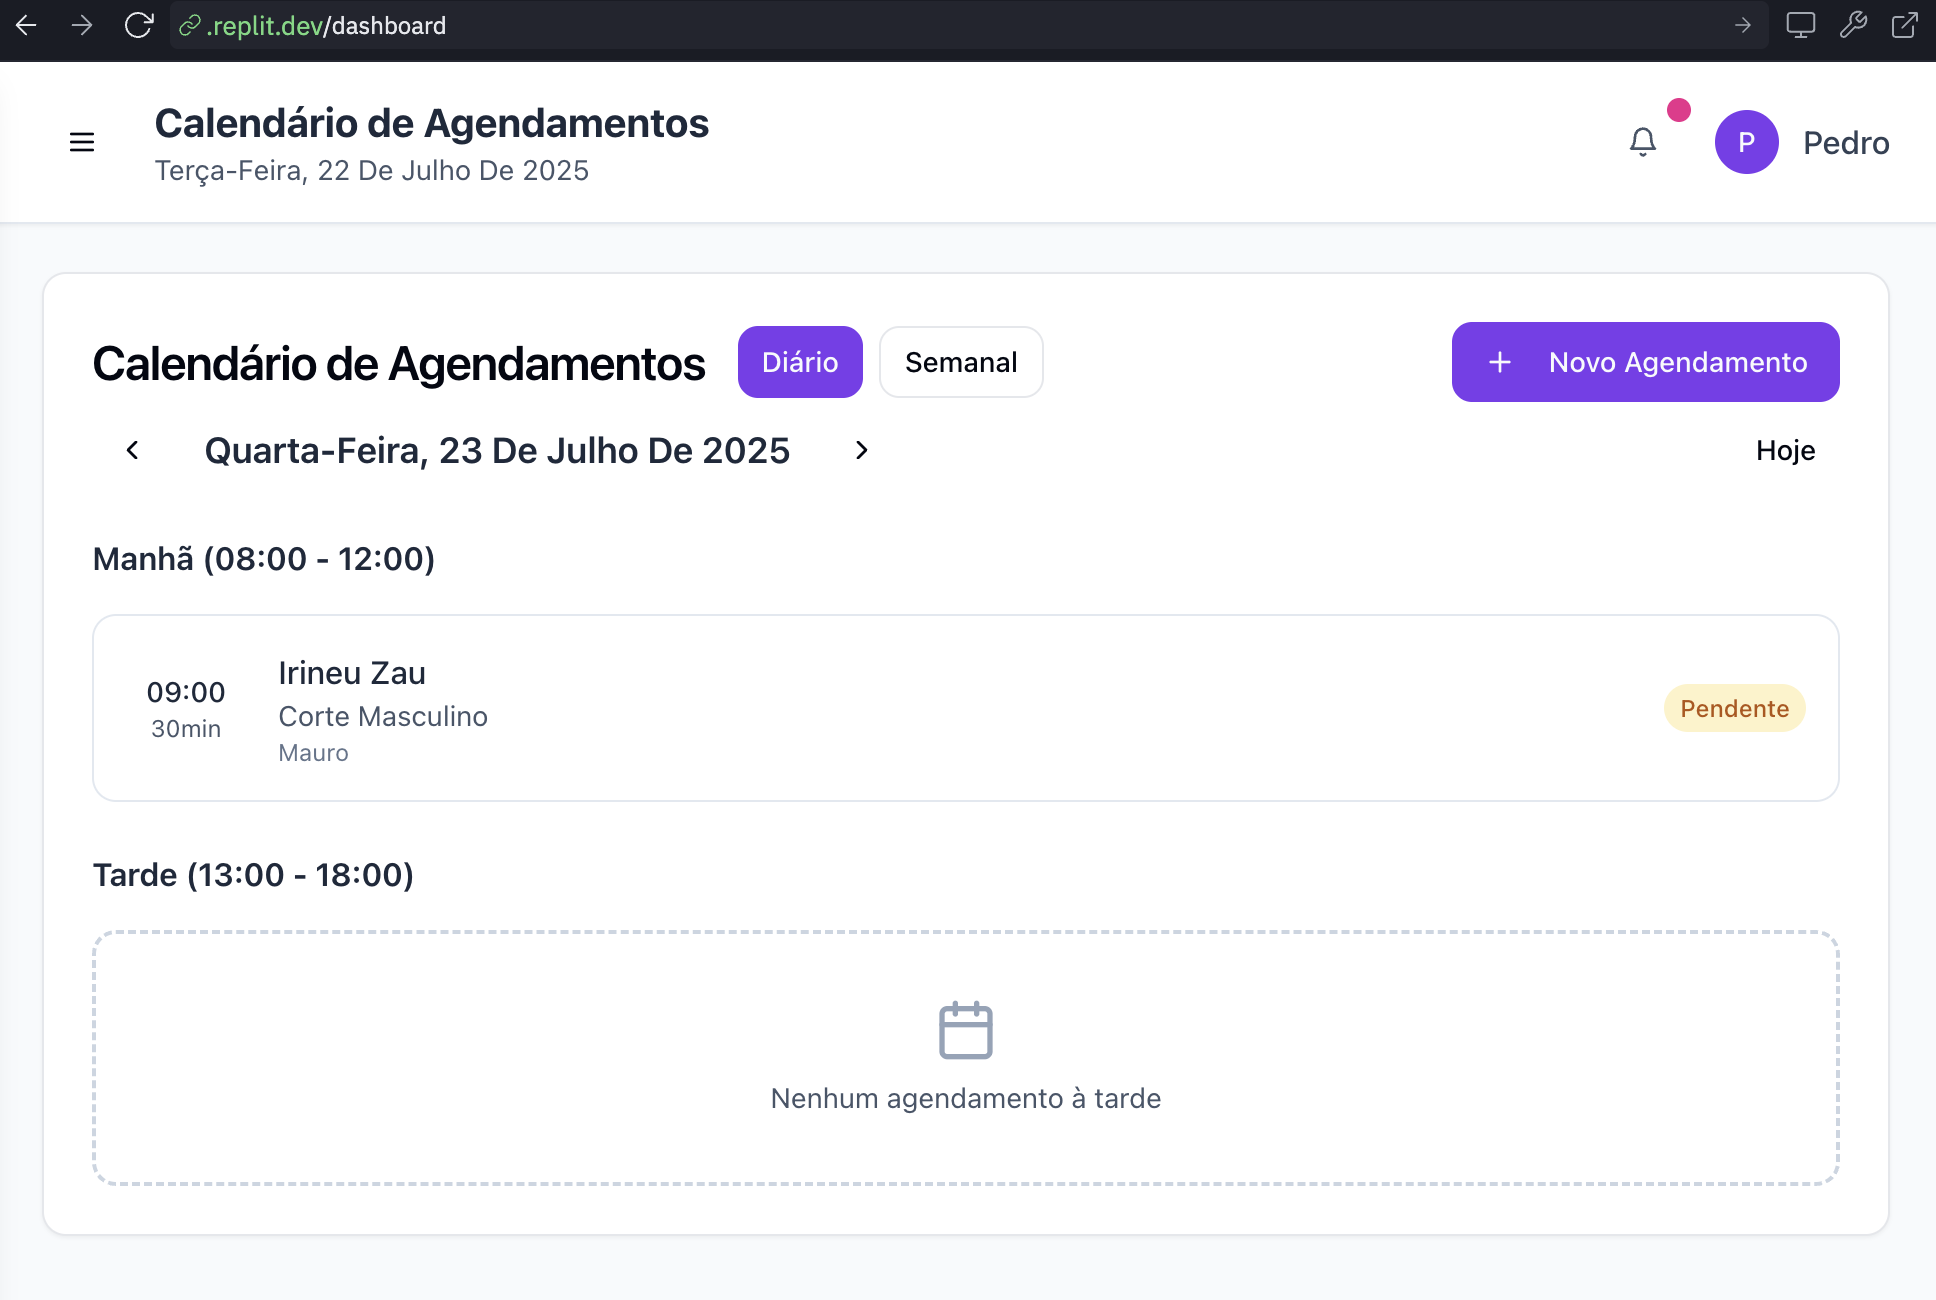 .replit.dev/dashboard
Calendário de Agendamentos
Terça-Feira, 22 De Julho De 2025
P
Pedro
Calendário de Agendamentos
Diário
Semanal
+ Novo Agendamento
Quarta-Feira, 23 De Julho De 2025
Hoje
Manhã (08:00 - 12:00)
09:00
30min
Irineu Zau
Corte Masculino
Mauro
Pendente
Tarde (13:00 - 18:00)
Nenhum agendamento à tarde